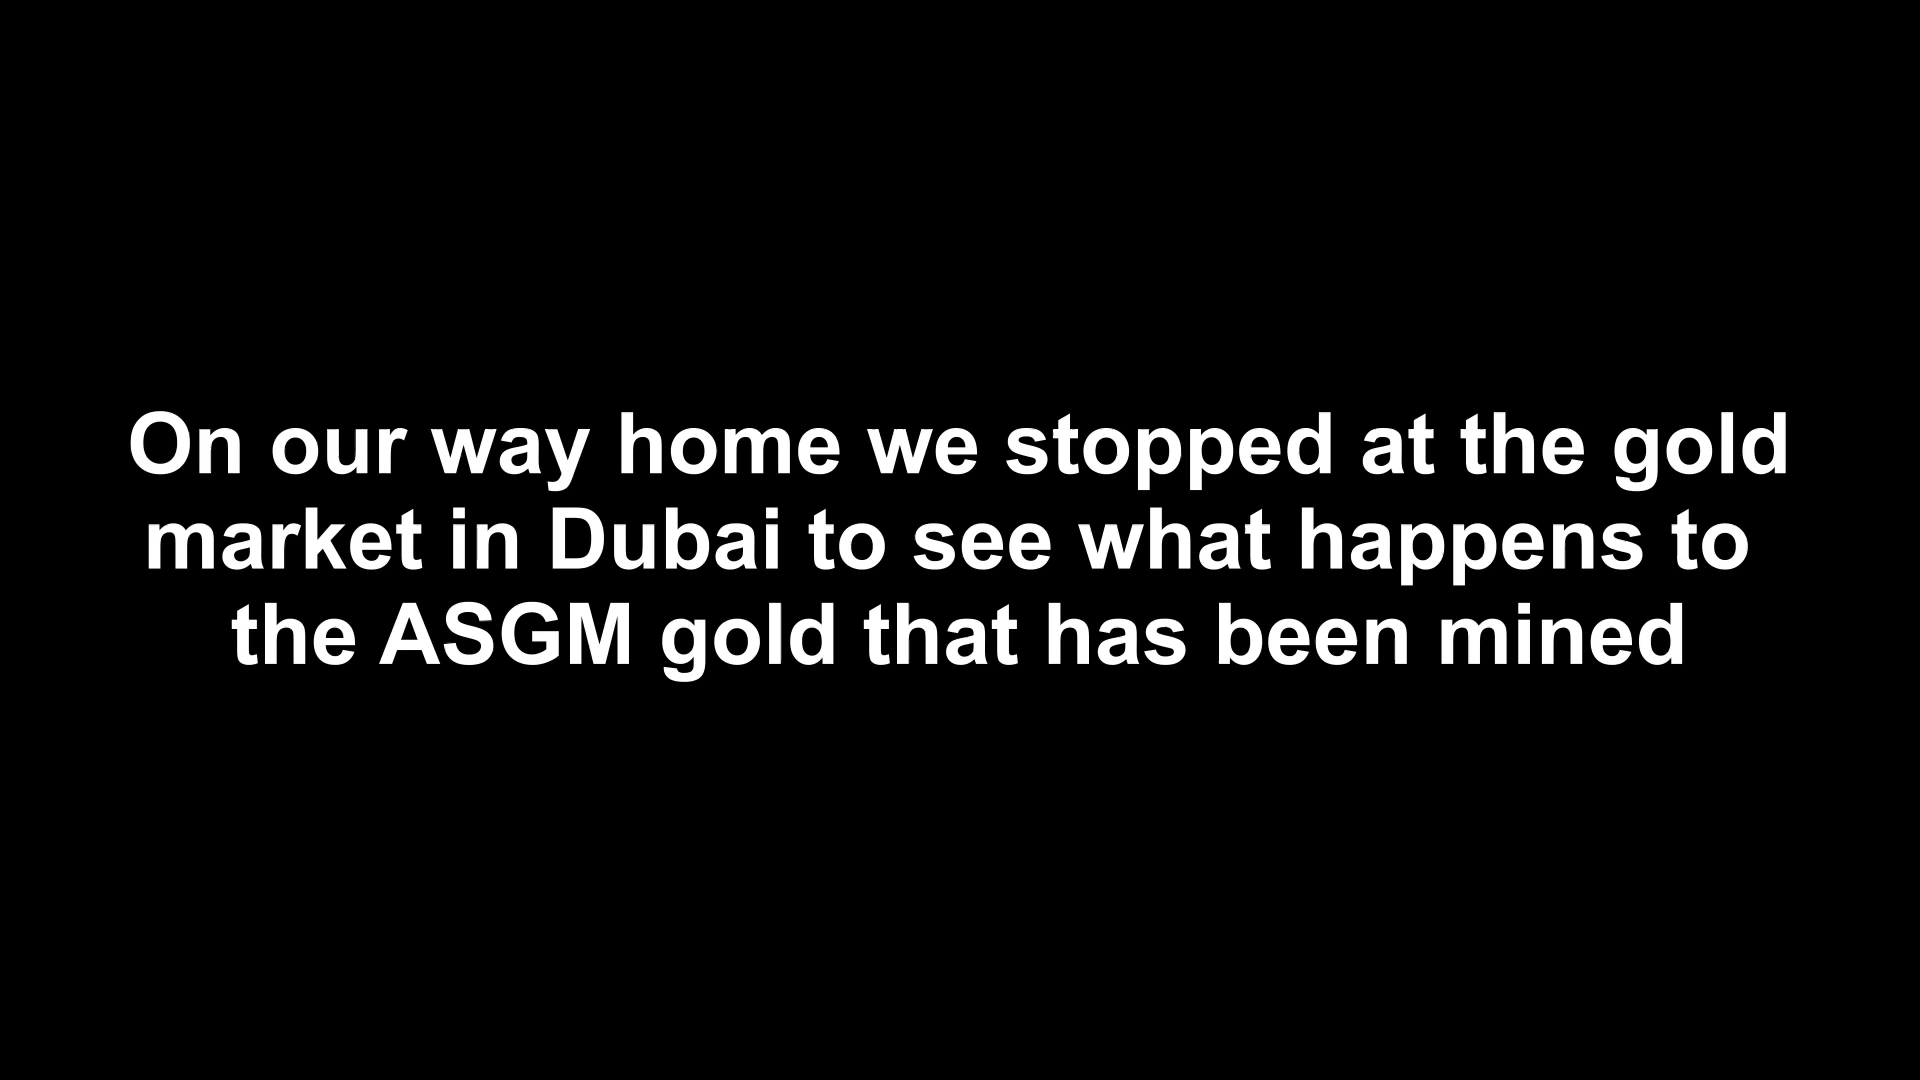 On our way home we stopped at the gold
market in Dubai to see what happens to
the ASGM gold that has been mined